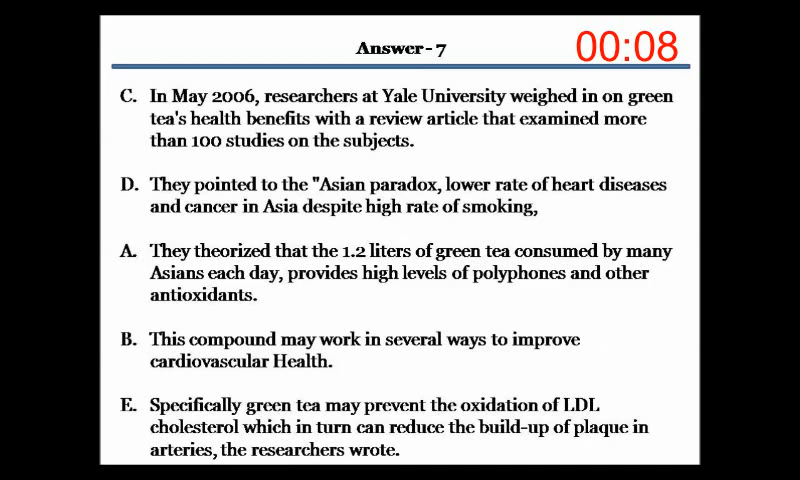 Answer-7
00:08
C. In May 2006, researchers at Yale University weighed in on green
tea's health benefits with a review article that examined more
than 100 studies on the subjects.
D. They pointed to the "Asian paradox, lower rate of heart diseases
and cancer in Asia despite high rate of smoking,
A. They theorized that the 1.2 liters of green tea consumed by many
Asians each day, provides high levels of polyphones and other
antioxidants.
B. This compound may work in several ways to improve
cardiovascular Health.
E. Specifically green tea may prevent the oxidation of LDL
cholesterol which in turn can reduce the build-up of plaque in
arteries, the researchers wrote.